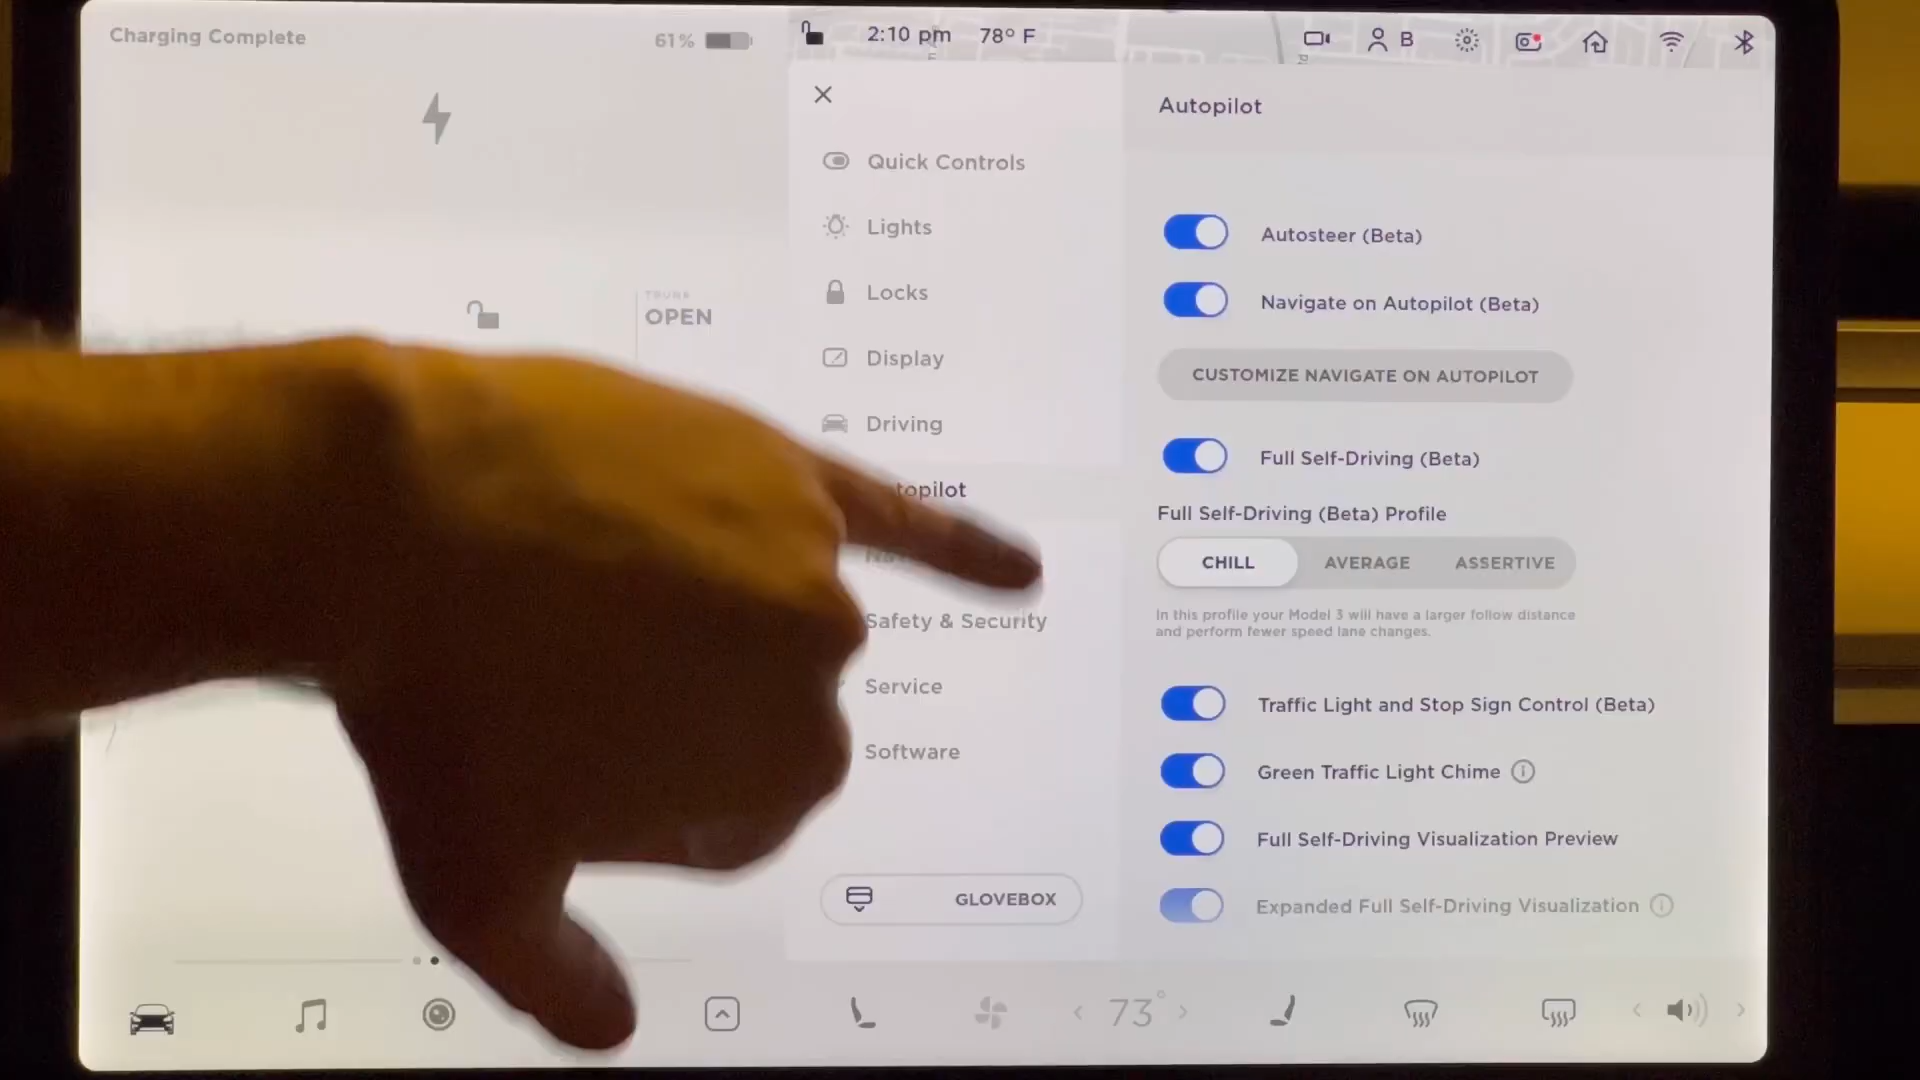 Charging Complete
61%
2:10 pm 78° F
B
Autopilot
Quick Controls
Lights
Locks
Display
Driving
topilot
Safety & Security
Service
Software
GLOVEBOX
TRUNK
OPEN
Autosteer (Beta)
Navigate on Autopilot (Beta)
CUSTOMIZE NAVIGATE ON AUTOPILOT
Full Self-Driving (Beta)
Full Self-Driving (Beta) Profile
CHILL AVERAGE ASSERTIVE
In this profile your Model 3 will have a larger follow distance
and perform fewer speed lane changes.
Traffic Light and Stop Sign Control (Beta)
Green Traffic Light Chime
Full Self-Driving Visualization Preview
Expanded Full Self-Driving Visualization
73°